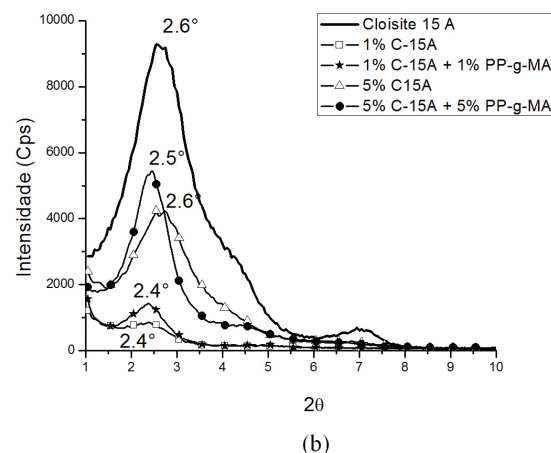 2.6°
Cloisite 15 A
1% C-15A
1% C-15A + 1% PP-g-MA
5% C15A
5% C-15A + 5% PP-g-MA
10000
8000
6000
4000
2000
0
Intensidade (Cps)
2.5°
2.6°
2.4°
2.4°
1 2 3 4 5 6 7 8 9 10
2θ
(b)